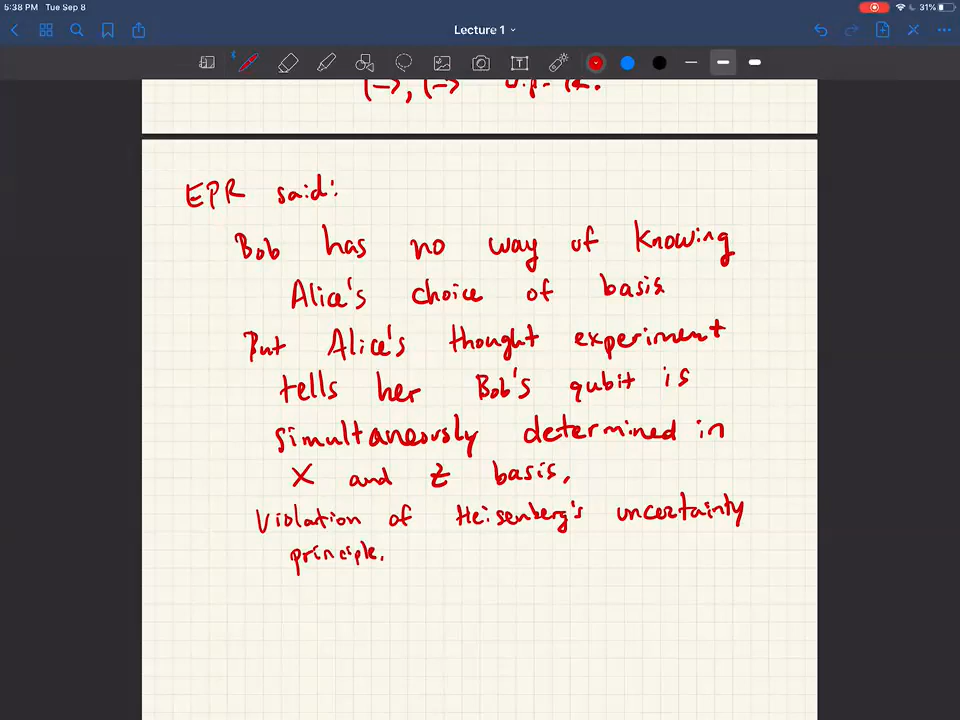 5:38 PM Tue Sep 8
31%
Lecture 1
EPR said:
Bob has no way of knowing
Alice's choice of basis
But Alice's thought experiment
tells her Bob's qubit is
simultaneously determined in
X and Z basis.
Violation of Heisenberg's uncertainty
principle.